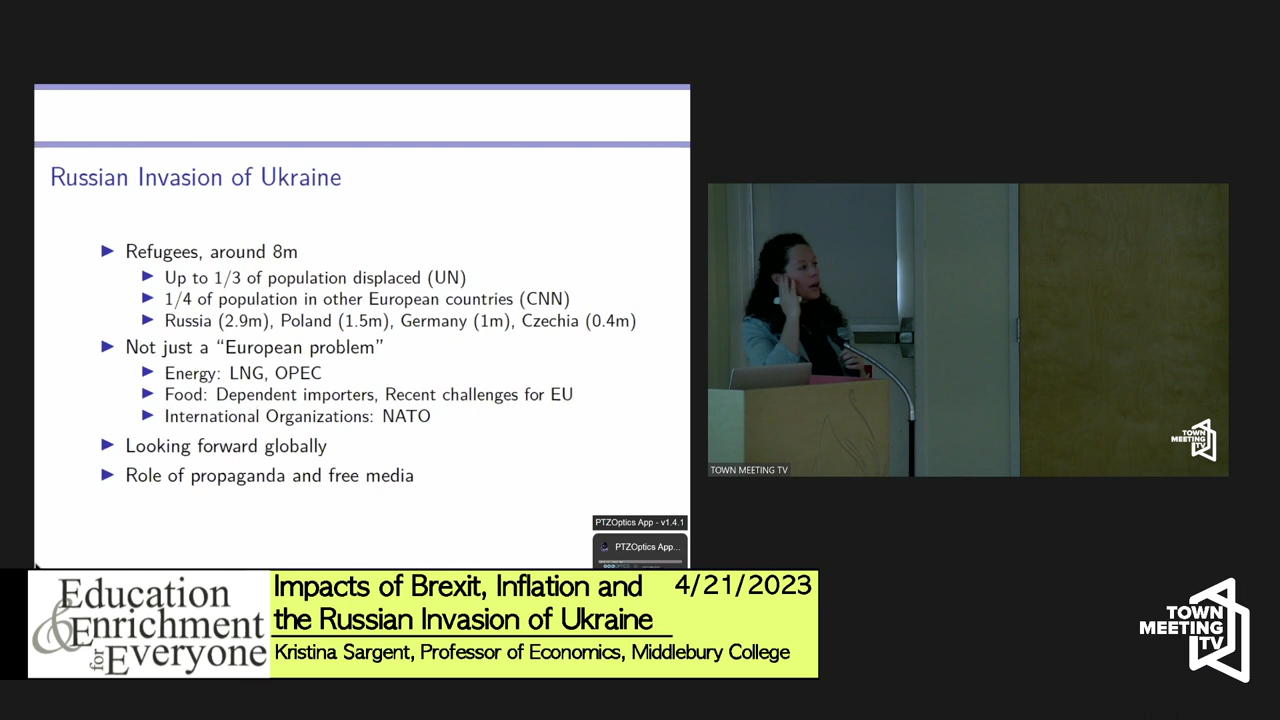 Russian Invasion of Ukraine
Refugees, around 8m
Up to 1/3 of population displaced (UN)
1/4 of population in other European countries (CNN)
Russia (2.9m), Poland (1.5m), Germany (1m), Czechia (0.4m)
Not just a “European problem”
Energy: LNG, OPEC
Food: Dependent importers, Recent challenges for EU
International Organizations: NATO
Looking forward globally
Role of propaganda and free media
PTZOptics App - v1.4.1
PTZOptics App...
TOWN
MEETING
TV
TOWN MEETING TV
Education
& Enrichment
for Everyone
Impacts of Brexit, Inflation and 4/21/2023
the Russian Invasion of Ukraine
Kristina Sargent, Professor of Economics, Middlebury College
TOWN
MEETING
TV